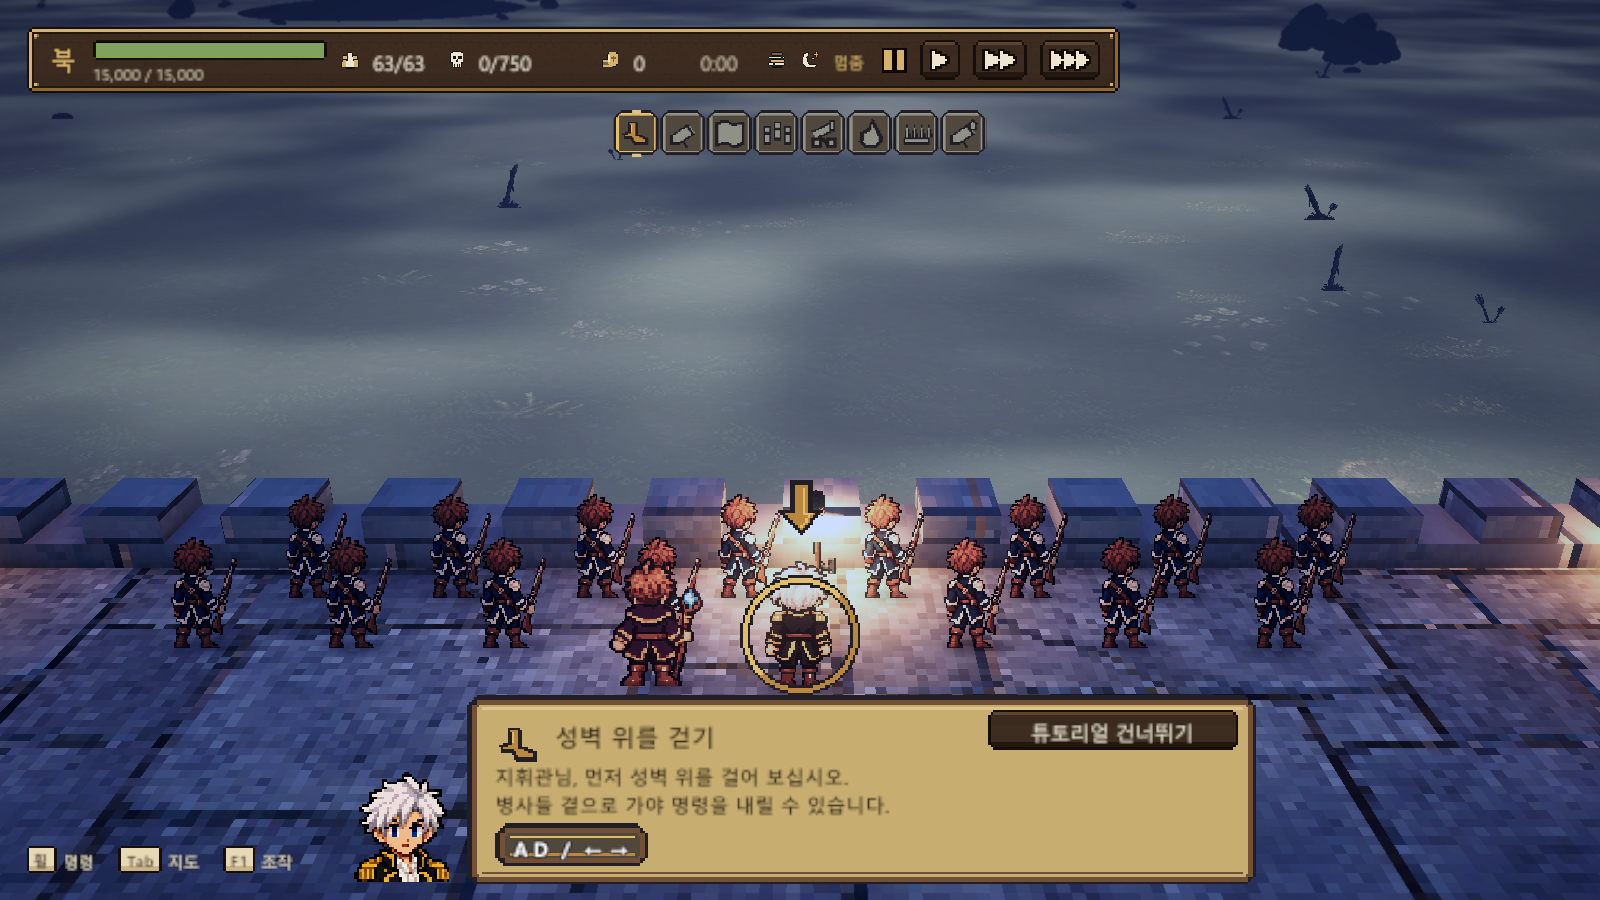 북
15,000 / 15,000
63/63
0/750
0
0:00
멈춤
성벽 위를 걷기
튜토리얼 건너뛰기
지휘관님, 먼저 성벽 위를 걸어 보십시오.
병사들 곁으로 가야 명령을 내릴 수 있습니다.
A D / ← →
휠 명령 Tab 지도 F1 조작